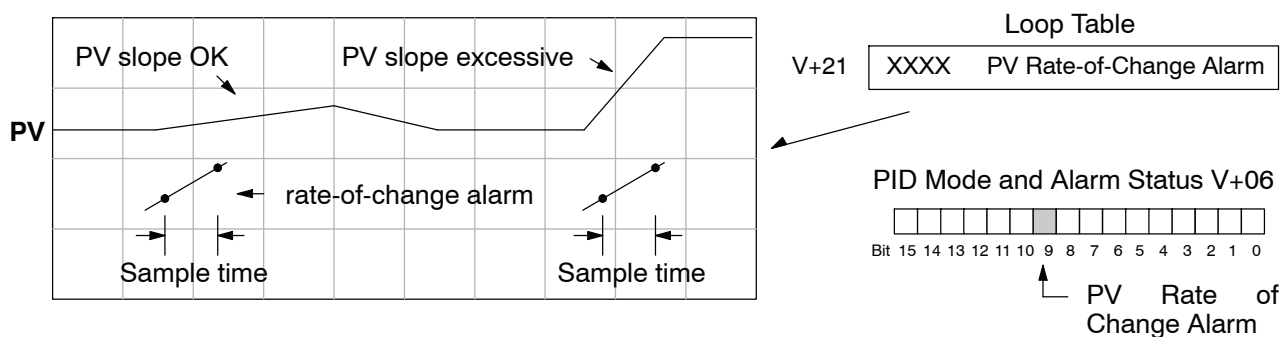 PV slope OK
PV slope excessive
PV
rate-of-change alarm
Sample time
Sample time
Loop Table
V+21
XXXX PV Rate-of-Change Alarm
PID Mode and Alarm Status V+06
Bit 15 14 13 12 11 10 9 8 7 6 5 4 3 2 1 0
PV Rate of
Change Alarm